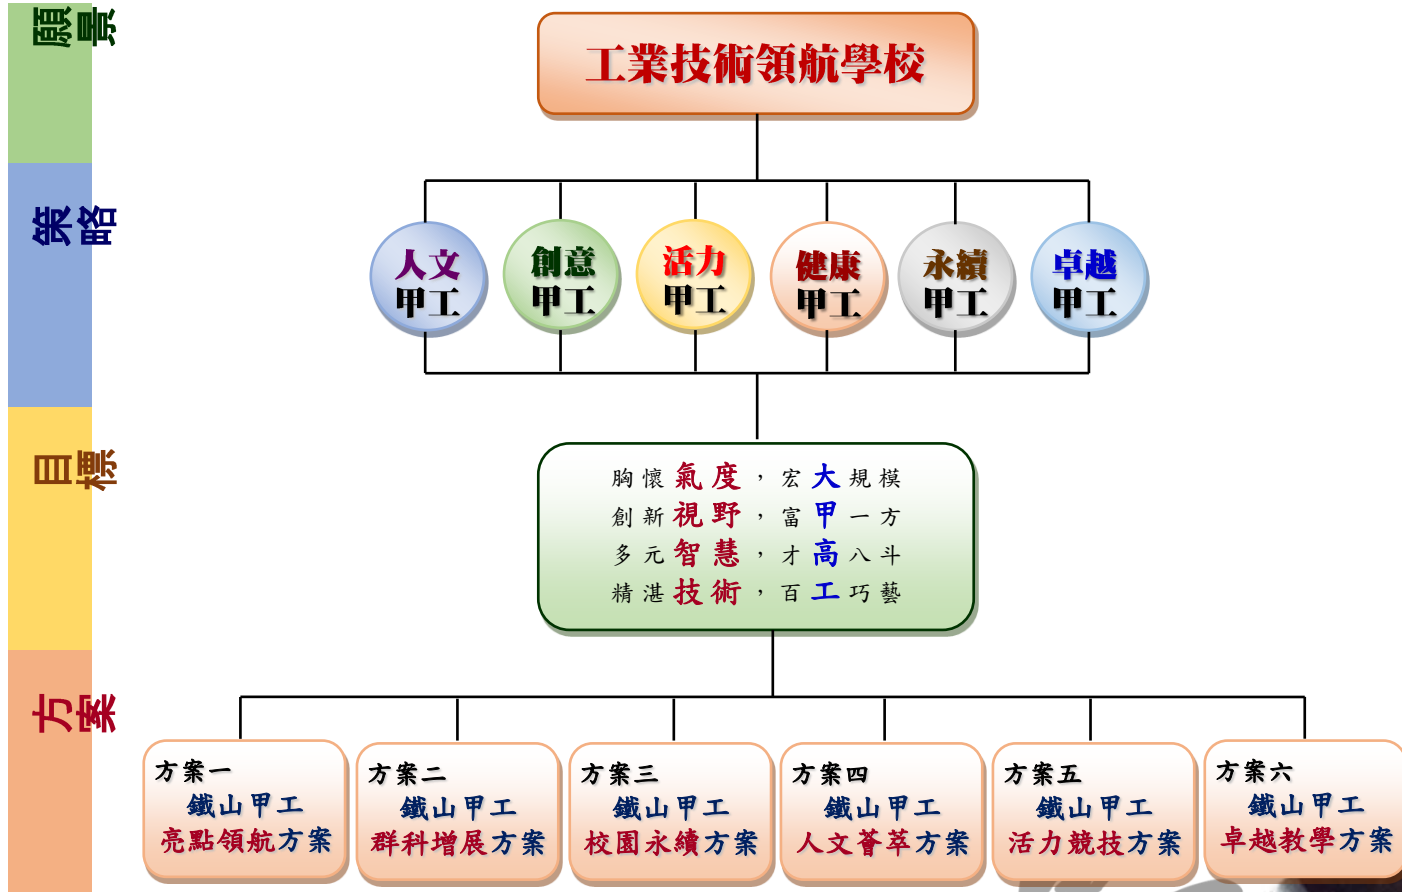 願景
工業技術領航學校
策略
人文
甲工
創意
甲工
活力
甲工
健康
甲工
永續
甲工
卓越
甲工
目標
胸懷氣度，宏大規模
創新視野，富甲一方
多元智慧，才高八斗
精湛技術，百工巧藝
方案
方案一
鐵山甲工
亮點領航方案
方案二
鐵山甲工
群科增展方案
方案三
鐵山甲工
校園永續方案
方案四
鐵山甲工
人文薈萃方案
方案五
鐵山甲工
活力競技方案
方案六
鐵山甲工
卓越教學方案